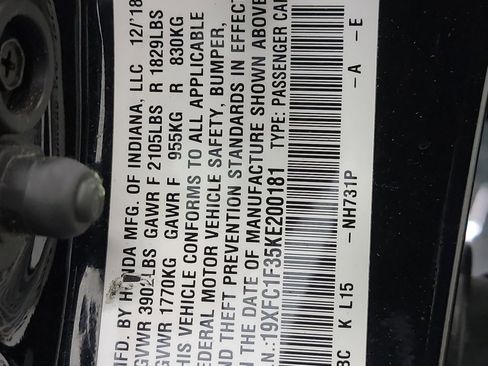 MFD. BY HONDA MFG. OF INDIANA, LLC 12/'18
GVWR 3902LBS GAWR F 2105LBS R 1829LBS
GVWR 1770KG GAWR F 955KG R 830KG
THIS VEHICLE CONFORMS TO ALL APPLICABLE
FEDERAL MOTOR VEHICLE SAFETY, BUMPER,
AND THEFT PREVENTION STANDARDS IN EFFECT
ON THE DATE OF MANUFACTURE SHOWN ABOVE
.N.: 19XFC1F35KE200181 TYPE: PASSENGER CAR
-NH731P -A -E
BC K L15